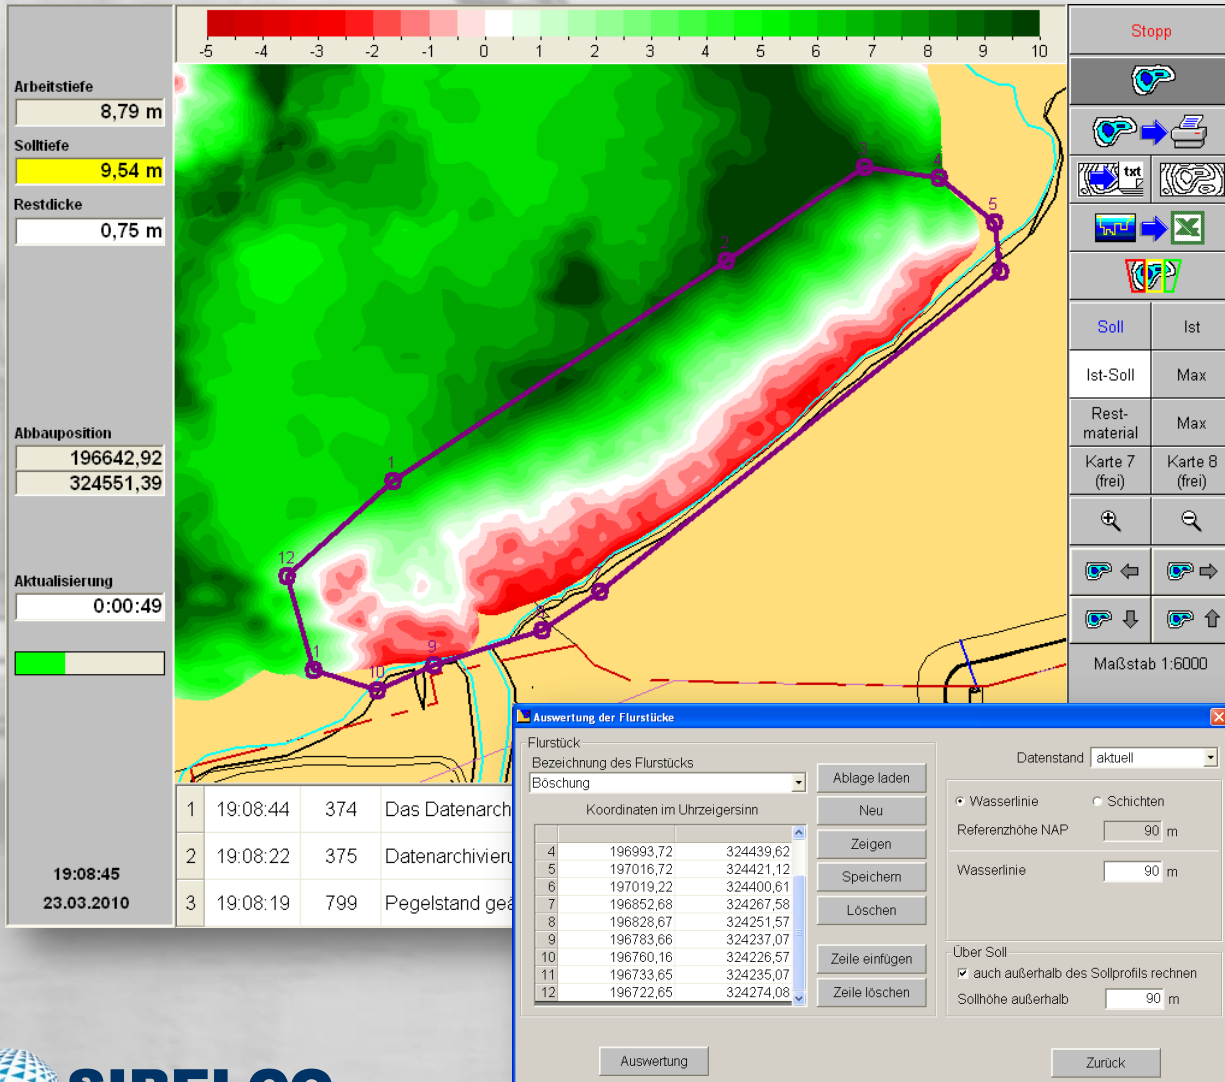 -5 -4 -3 -2 -1 0 1 2 3 4 5 6 7 8 9 10
Stopp
Arbeitstiefe
8,79 m
Solltiefe
9,54 m
Restdicke
0,75 m
txt
3
4
5
2
Soll Ist
Ist-Soll Max
Rest-
material
Max
Karte 7
(frei)
Karte 8
(frei)
Abbauposition
196642,92
324551,39
1
12
Aktualisierung
0:00:49
9
1
10
Maßstab 1:6000
Auswertung der Flurstücke
Flurstück
Bezeichnung des Flurstücks
Böschung
Koordinaten im Uhrzeigersinn
4 196993,72 324439,62
5 197016,72 324421,12
6 197019,22 324400,61
7 196852,68 324267,58
8 196828,67 324251,57
9 196783,66 324237,07
10 196760,16 324226,57
11 196733,65 324235,07
12 196722,65 324274,08
Ablage laden
Neu
Zeigen
Speichern
Löschen
Zeile einfügen
Zeile löschen
Datenstand aktuell
Wasserlinie Schichten
Referenzhöhe NAP 90 m
Wasserlinie 90 m
Über Soll
auch außerhalb des Sollprofils rechnen
Sollhöhe außerhalb 90 m
Auswertung
Zurück
1 19:08:44 374 Das Datenarch
2 19:08:22 375 Datenarchivieru
3 19:08:19 799 Pegelstand geä
19:08:45
23.03.2010
SIBELCO